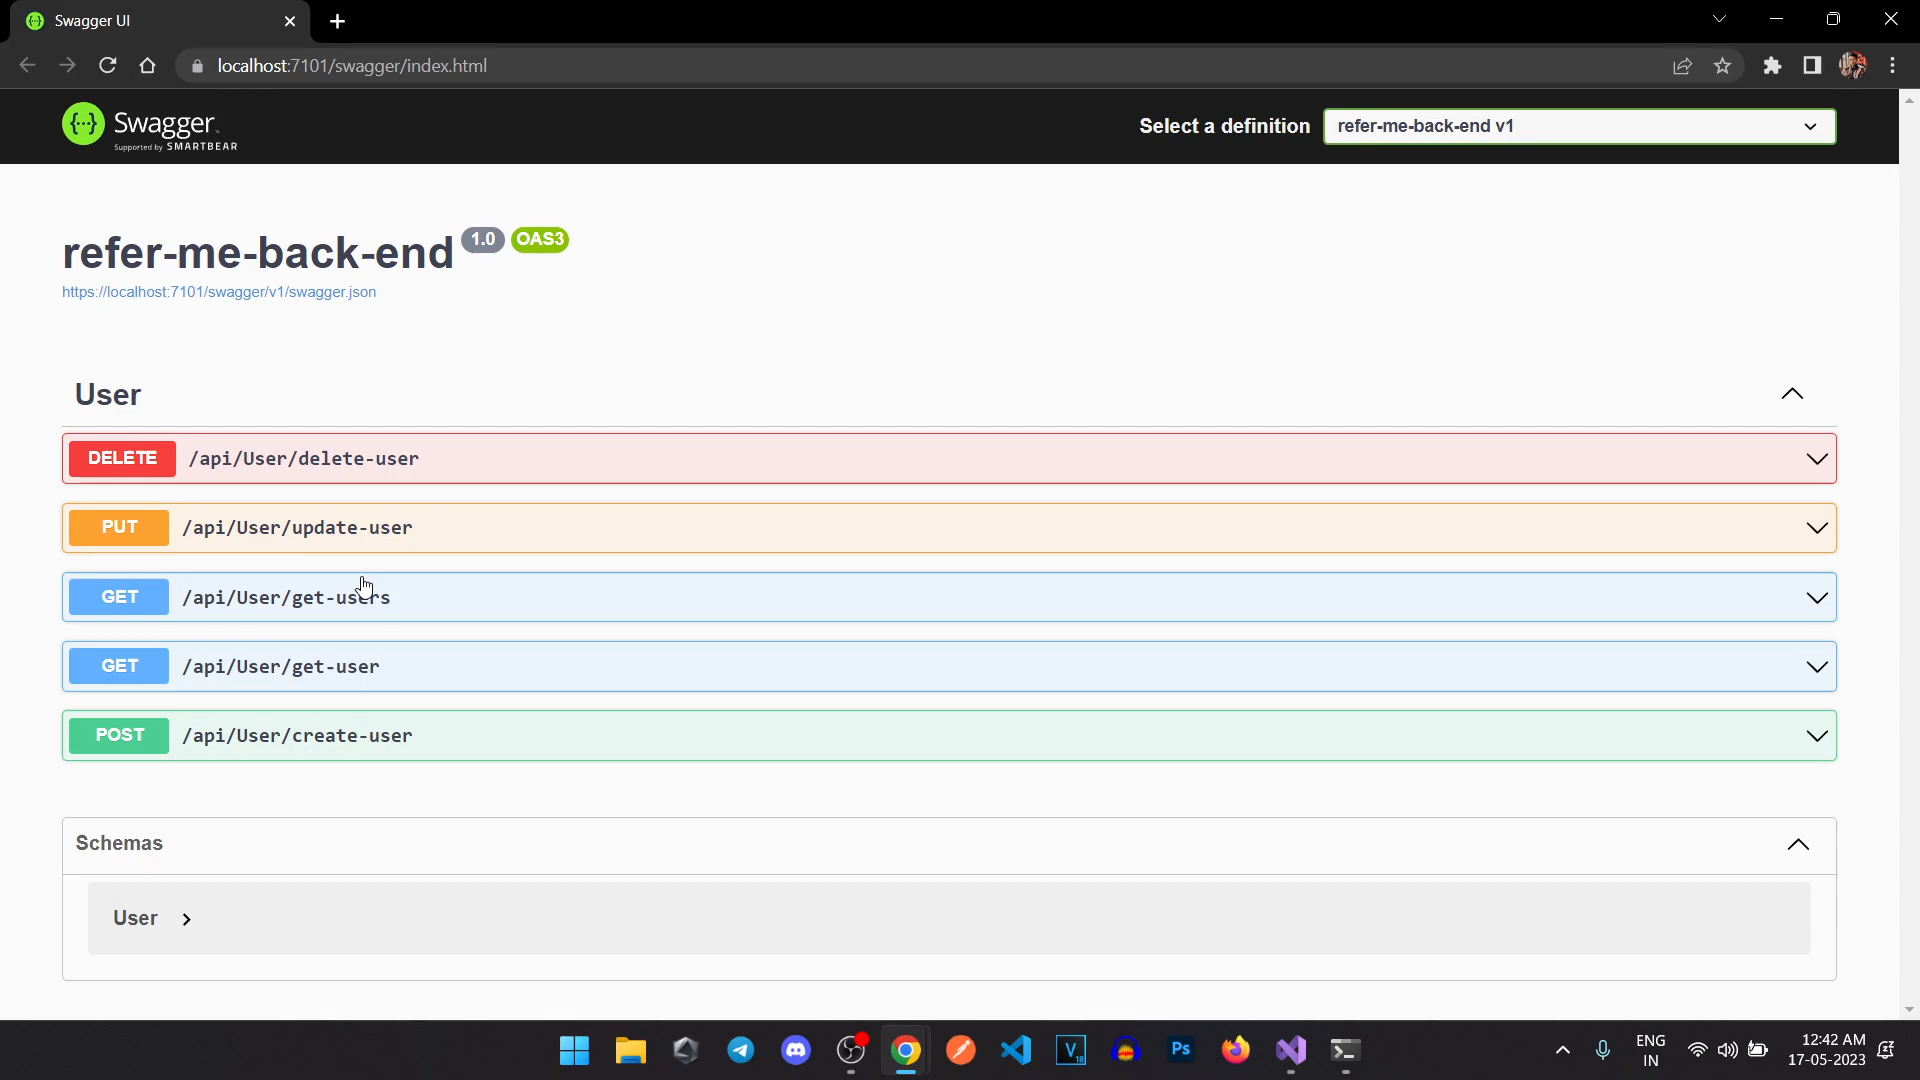 Swagger UI
localhost:7101/swagger/index.html
Swagger
Supported by SMARTBEAR
Select a definition
refer-me-back-end v1
refer-me-back-end 1.0 OAS3
https://localhost:7101/swagger/v1/swagger.json
User
DELETE /api/User/delete-user
PUT /api/User/update-user
GET /api/User/get-users
GET /api/User/get-user
POST /api/User/create-user
Schemas
User
V 18
Ps
ENG
IN
12:42 AM
17-05-2023